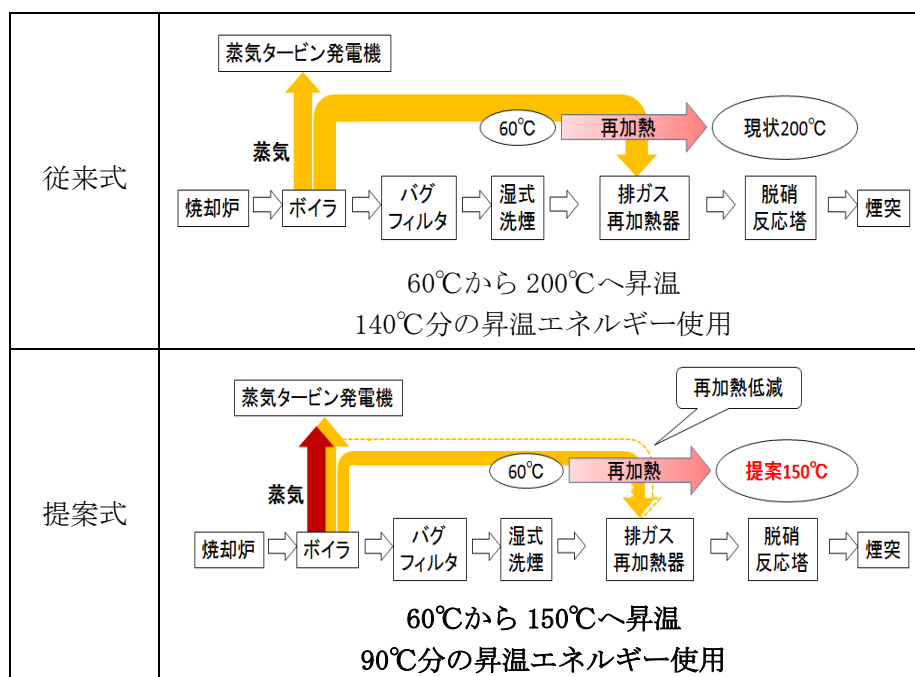 従来式
蒸気タービン発電機
60℃
再加熱
現状200℃
蒸気
焼却炉
ボイラ
バグ
フィルタ
湿式
洗煙
排ガス
再加熱器
脱硝
反応塔
煙突
60℃から 200℃へ昇温
140℃分の昇温エネルギー使用
提案式
再加熱低減
蒸気タービン発電機
60℃
再加熱
提案150℃
蒸気
焼却炉
ボイラ
バグ
フィルタ
湿式
洗煙
排ガス
再加熱器
脱硝
反応塔
煙突
60℃から 150℃へ昇温
90℃分の昇温エネルギー使用